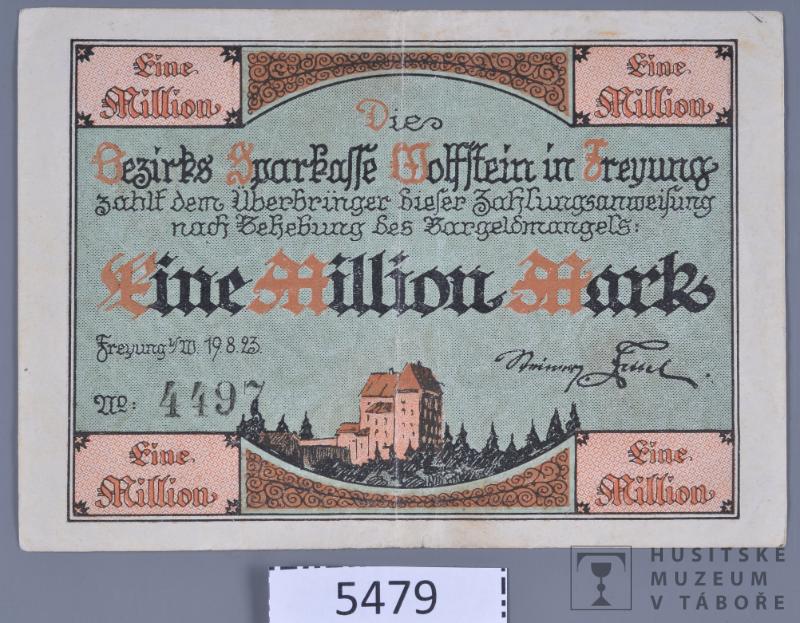 Eine Million
Eine Million
Die
Bezirks Sparkasse Wolfstein in Freyung
zahlt dem Überbringer dieser Zahlungsanweisung
nach Behebung des Bargeldmangels:
Eine Million Mark
Freyung i/W. 19.8.23.
No: 4497
Eine Million
Eine Million
5479
HUSITSKÉ
MUZEUM
V TÁBOŘE